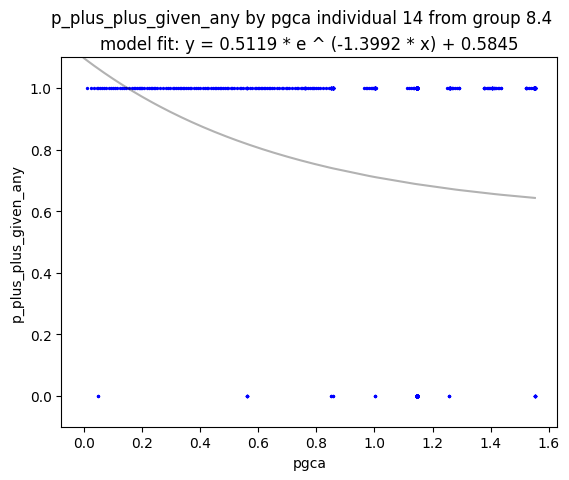 p_plus_plus_given_any by pgca individual 14 from group 8.4
model fit: y = 0.5119 * e ^ (-1.3992 * x) + 0.5845
1.0
0.8
0.6
0.4
0.2
0.0
p_plus_plus_given_any
0.0 0.2 0.4 0.6 0.8 1.0 1.2 1.4 1.6
pgca